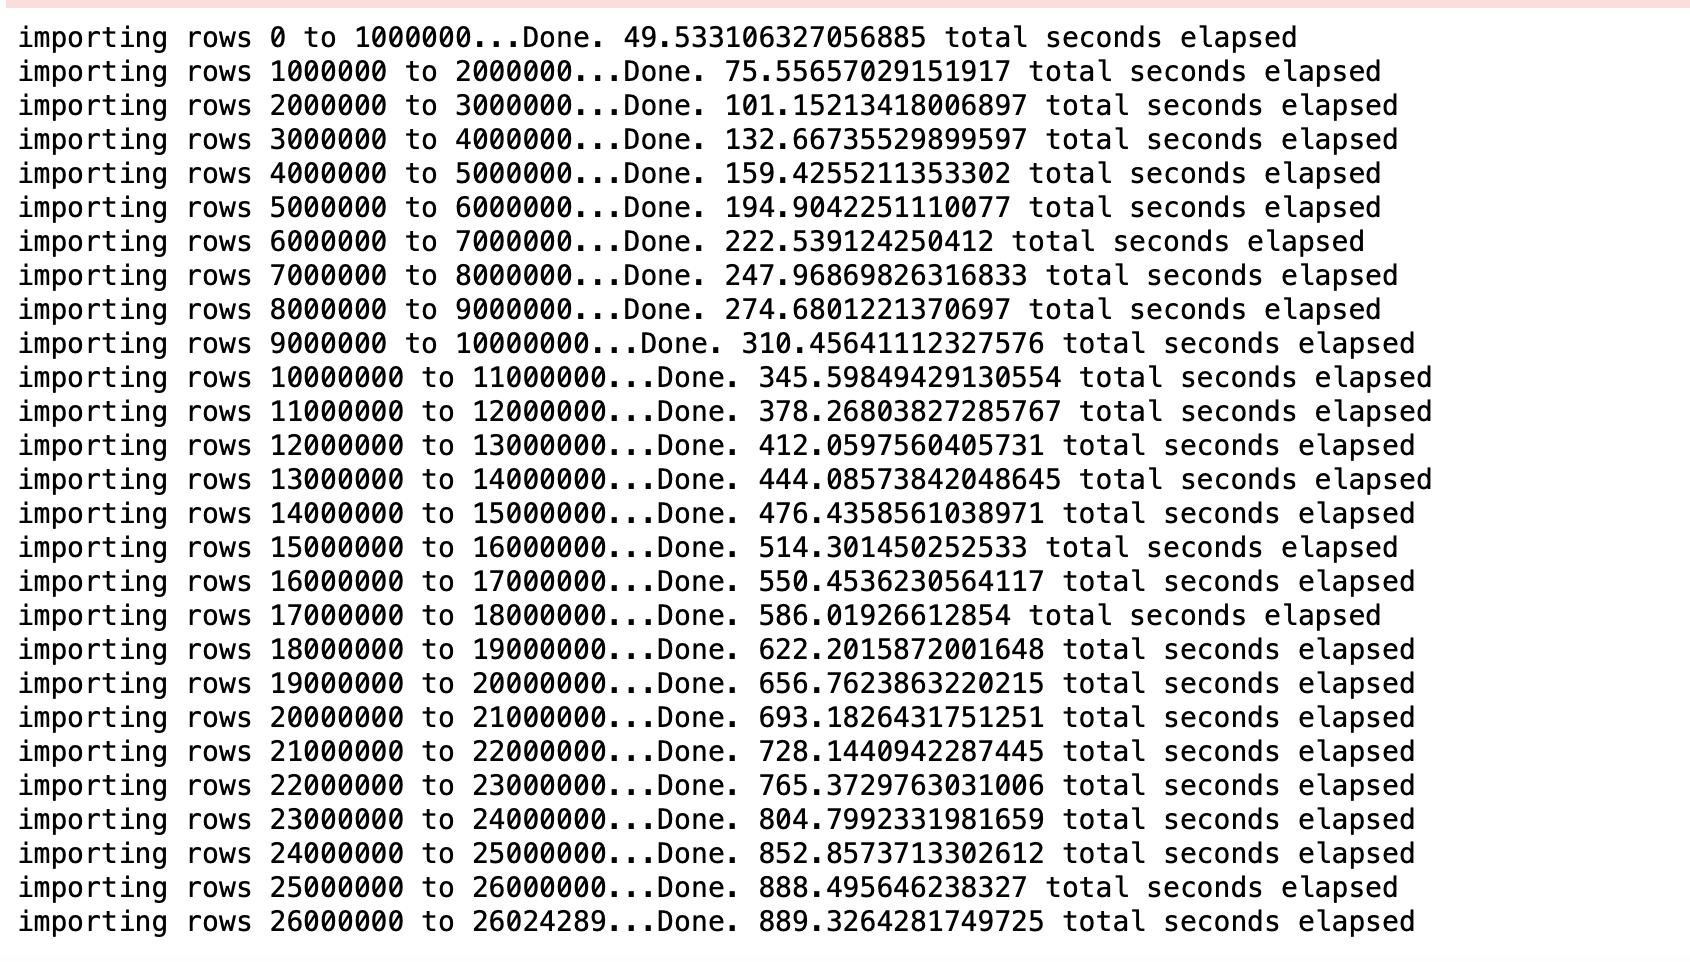 importing rows 0 to 1000000...Done. 49.533106327056885 total seconds elapsed
importing rows 1000000 to 2000000...Done. 75.55657029151917 total seconds elapsed
importing rows 2000000 to 3000000...Done. 101.15213418006897 total seconds elapsed
importing rows 3000000 to 4000000...Done. 132.66735529899597 total seconds elapsed
importing rows 4000000 to 5000000...Done. 159.4255211353302 total seconds elapsed
importing rows 5000000 to 6000000...Done. 194.9042251110077 total seconds elapsed
importing rows 6000000 to 7000000...Done. 222.539124250412 total seconds elapsed
importing rows 7000000 to 8000000...Done. 247.96869826316833 total seconds elapsed
importing rows 8000000 to 9000000...Done. 274.6801221370697 total seconds elapsed
importing rows 9000000 to 10000000...Done. 310.45641112327576 total seconds elapsed
importing rows 10000000 to 11000000...Done. 345.59849429130554 total seconds elapsed
importing rows 11000000 to 12000000...Done. 378.26803827285767 total seconds elapsed
importing rows 12000000 to 13000000...Done. 412.0597560405731 total seconds elapsed
importing rows 13000000 to 14000000...Done. 444.08573842048645 total seconds elapsed
importing rows 14000000 to 15000000...Done. 476.4358561038971 total seconds elapsed
importing rows 15000000 to 16000000...Done. 514.301450252533 total seconds elapsed
importing rows 16000000 to 17000000...Done. 550.4536230564117 total seconds elapsed
importing rows 17000000 to 18000000...Done. 586.01926612854 total seconds elapsed
importing rows 18000000 to 19000000...Done. 622.2015872001648 total seconds elapsed
importing rows 19000000 to 20000000...Done. 656.7623863220215 total seconds elapsed
importing rows 20000000 to 21000000...Done. 693.1826431751251 total seconds elapsed
importing rows 21000000 to 22000000...Done. 728.1440942287445 total seconds elapsed
importing rows 22000000 to 23000000...Done. 765.3729763031006 total seconds elapsed
importing rows 23000000 to 24000000...Done. 804.7992331981659 total seconds elapsed
importing rows 24000000 to 25000000...Done. 852.8573713302612 total seconds elapsed
importing rows 25000000 to 26000000...Done. 888.495646238327 total seconds elapsed
importing rows 26000000 to 26024289...Done. 889.3264281749725 total seconds elapsed